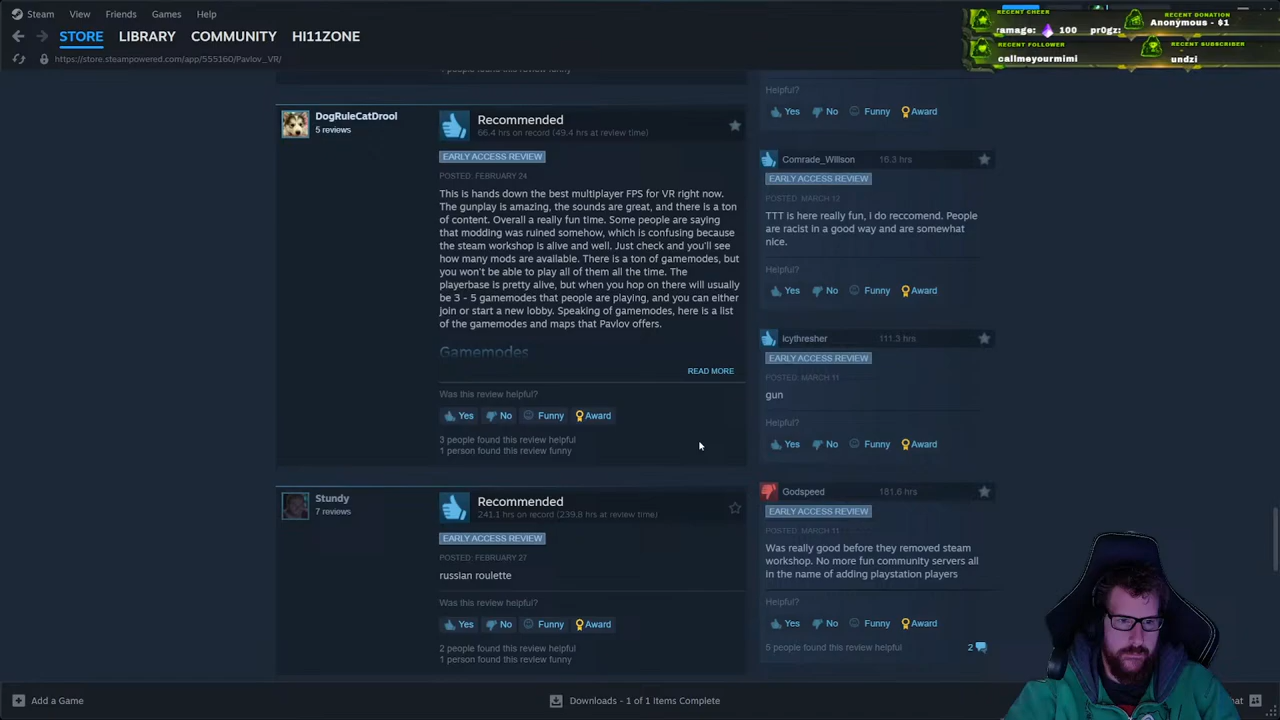 Steam View Friends Games Help
STORE LIBRARY COMMUNITY HI11ZONE
https://store.steampowered.com/app/555160/Pavlov_VR/
RECENT CHEER
ramage: 100
RECENT DONATION
pr0gz: Anonymous - $1
RECENT FOLLOWER
callmeyourmimi
RECENT SUBSCRIBER
undzi
DogRuleCatDrool
5 reviews
Recommended
66.4 hrs on record (49.4 hrs at review time)
EARLY ACCESS REVIEW
POSTED: FEBRUARY 24
This is hands down the best multiplayer FPS for VR right now.
The gunplay is amazing, the sounds are great, and there is a ton
of content. Overall a really fun time. Some people are saying
that modding was ruined somehow, which is confusing because
the steam workshop is alive and well. Just check and you'll see
how many mods are available. There is a ton of gamemodes, but
you won't be able to play all of them all the time. The
playerbase is pretty alive, but when you hop on there will usually
be 3 - 5 gamemodes that people are playing, and you can either
join or start a new lobby. Speaking of gamemodes, here is a list
of the gamemodes and maps that Pavlov offers.
Gamemodes
READ MORE
Was this review helpful?
Yes No Funny Award
3 people found this review helpful
1 person found this review funny
Stundy
7 reviews
Recommended
241.1 hrs on record (239.8 hrs at review time)
EARLY ACCESS REVIEW
POSTED: FEBRUARY 27
russian roulette
Was this review helpful?
Yes No Funny Award
2 people found this review helpful
1 person found this review funny
Helpful?
Yes No Funny Award
Comrade_Willson 16.3 hrs
EARLY ACCESS REVIEW
POSTED: MARCH 12
TTT is here really fun, i do reccomend. People
are racist in a good way and are somewhat
nice.
Helpful?
Yes No Funny Award
icythresher 111.3 hrs
EARLY ACCESS REVIEW
POSTED: MARCH 11
gun
Helpful?
Yes No Funny Award
Godspeed 181.6 hrs
EARLY ACCESS REVIEW
POSTED: MARCH 11
Was really good before they removed steam
workshop. No more fun community servers all
in the name of adding playstation players
Helpful?
Yes No Funny Award
5 people found this review helpful 2
Add a Game
Downloads - 1 of 1 Items Complete